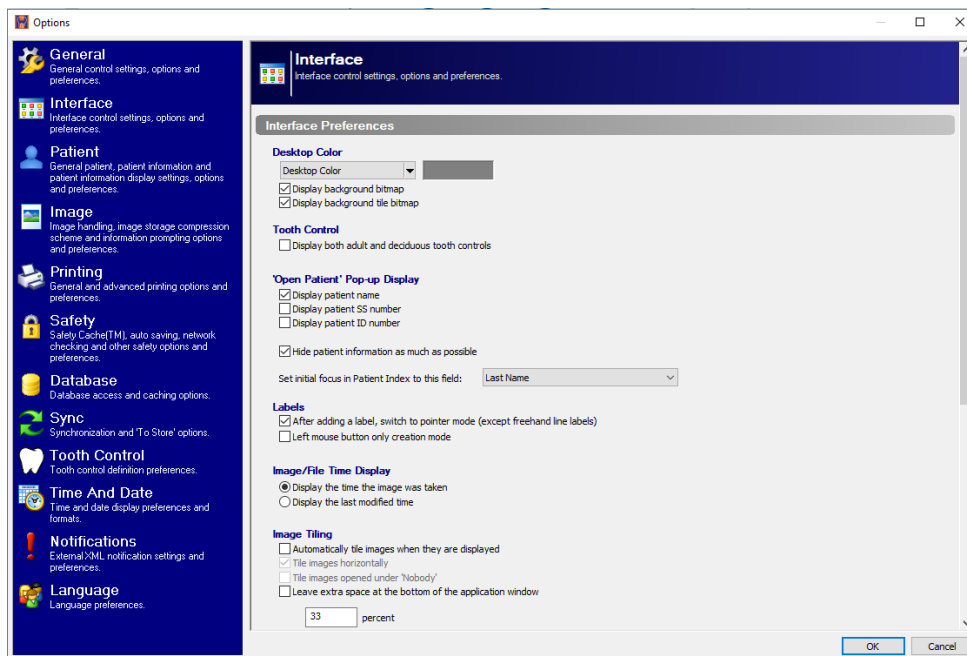 Options
General
General control settings, options and
preferences.
Interface
Interface control settings, options and
preferences.
Patient
General patient, patient information and
patient information display settings, options
and preferences.
Image
Image handling, image storage compression
scheme and information prompting options
and preferences.
Printing
General and advanced printing options and
preferences.
Safety
Safety Cache(TM), auto saving, network
checking and other safety options and
preferences.
Database
Database access and caching options.
Sync
Synchronization and 'To Store' options.
Tooth Control
Tooth control definition preferences.
Time And Date
Time and date display preferences and
formats.
Notifications
External XML notification settings and
preferences.
Language
Language preferences.
Interface
Interface control settings, options and preferences.
Interface Preferences
Desktop Color
Desktop Color
Display background bitmap
Display background tile bitmap
Tooth Control
Display both adult and deciduous tooth controls
'Open Patient' Pop-up Display
Display patient name
Display patient SS number
Display patient ID number
Hide patient information as much as possible
Set initial focus in Patient Index to this field: Last Name
Labels
After adding a label, switch to pointer mode (except freehand line labels)
Left mouse button only creation mode
Image/File Time Display
Display the time the image was taken
Display the last modified time
Image Tiling
Automatically tile images when they are displayed
Tile images horizontally
Tile images opened under 'Nobody'
Leave extra space at the bottom of the application window
33 percent
OK Cancel